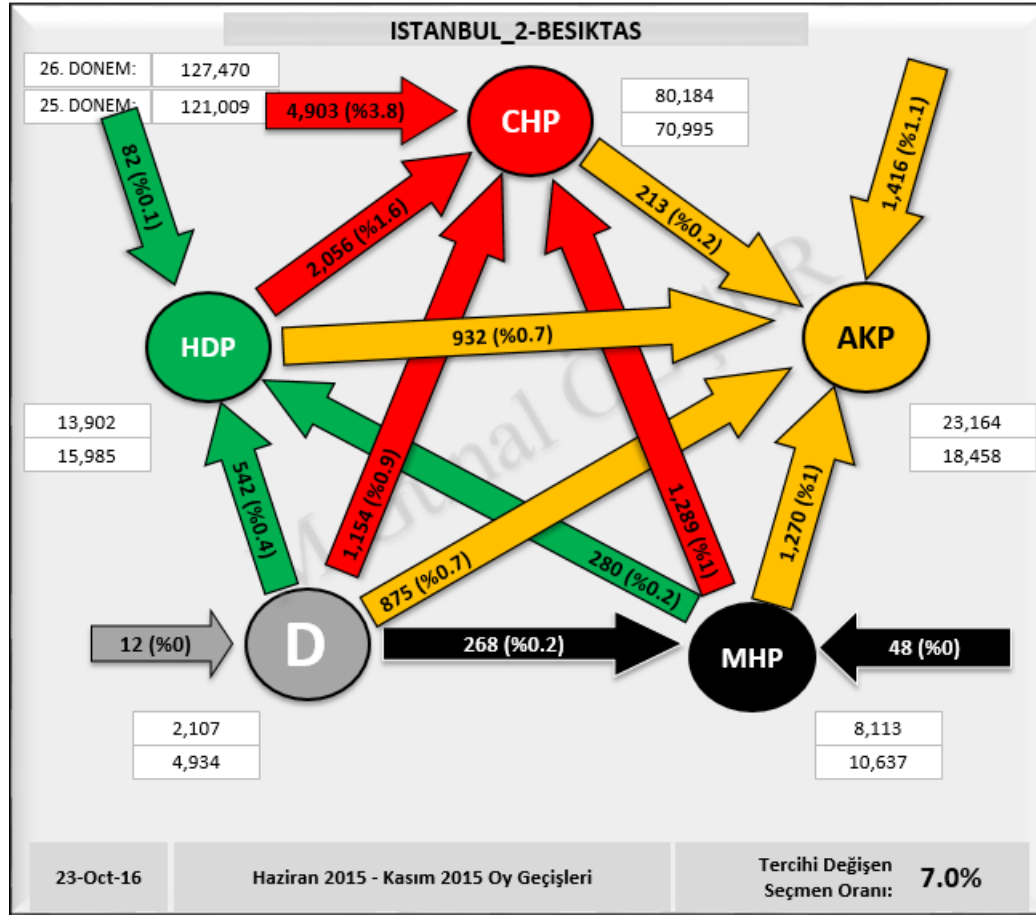 ISTANBUL_2-BESIKTAS
26. DONEM: 127,470
25. DONEM: 121,009
4,903 (%3.8)
CHP
80,184
70,995
82 (%0.1)
2,056 (%1.6)
213 (%0.2)
1,416 (%1.1)
HDP
932 (%0.7)
AKP
13,902
15,985
23,164
18,458
542 (%0.4)
1,154 (%0.9)
875 (%0.7)
280 (%0.2)
1,289 (%1)
1,270 (%1)
12 (%0)
D
268 (%0.2)
MHP
48 (%0)
2,107
4,934
8,113
10,637
23-Oct-16
Haziran 2015 - Kasım 2015 Oy Geçişleri
Tercihi Değişen
Seçmen Oranı:
7.0%